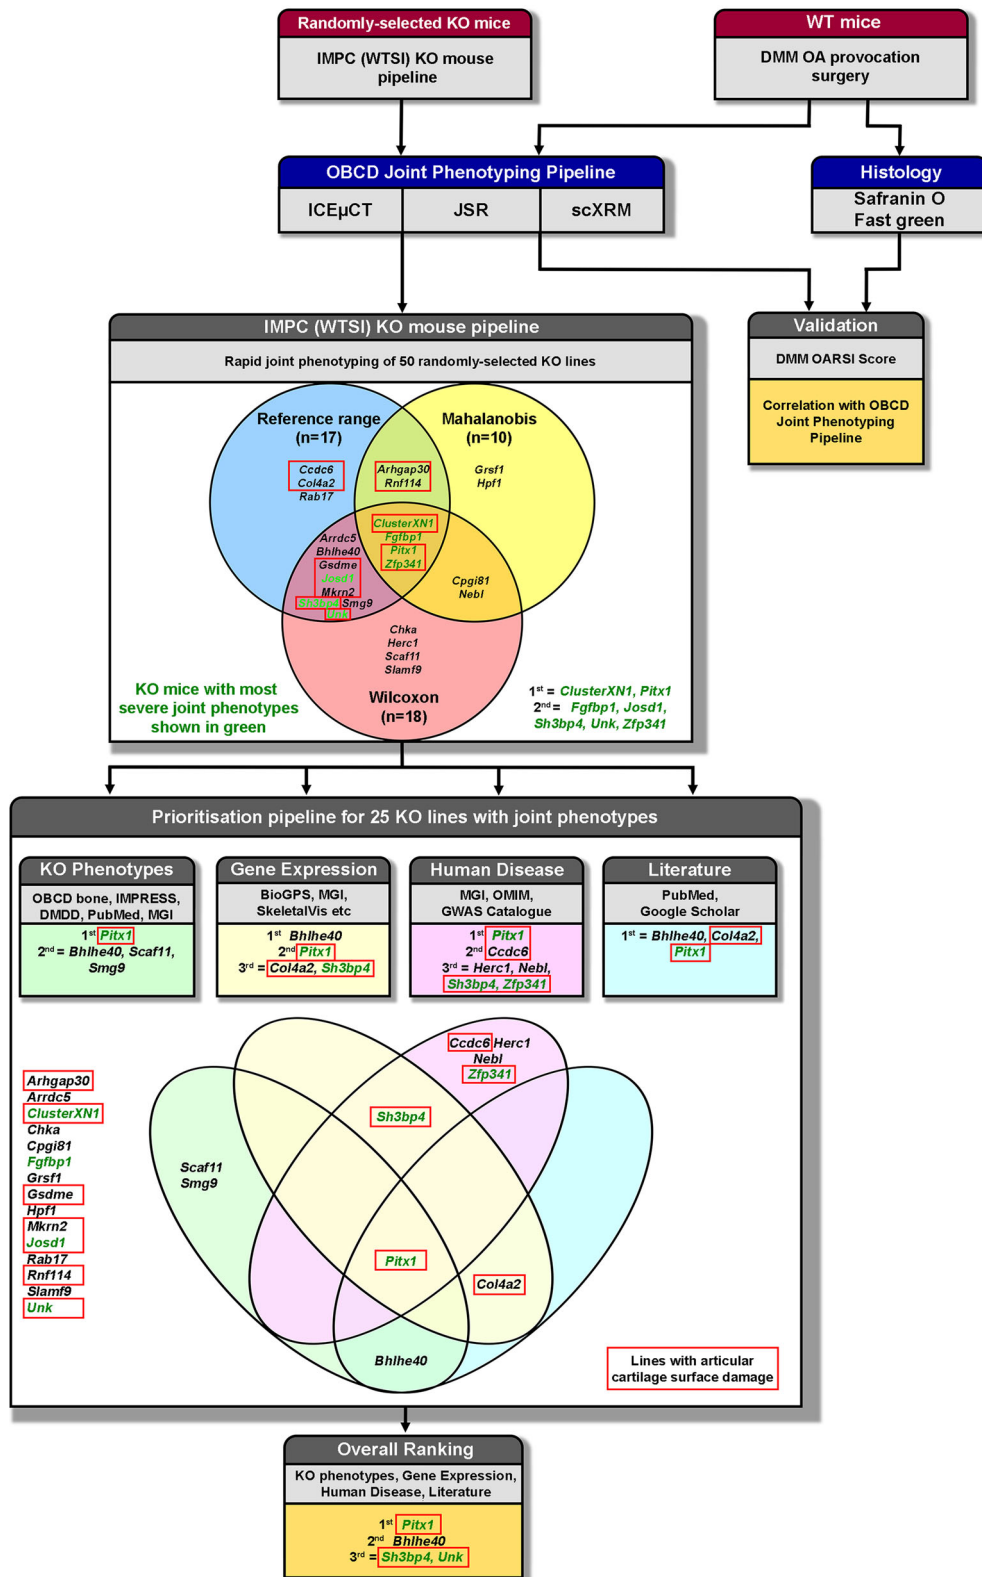 Randomly-selected KO mice
IMPC (WTSI) KO mouse
pipeline
WT mice
DMM OA provocation
surgery
OBCD Joint Phenotyping Pipeline
ICEμCT
JSR
scXRM
Histology
Safranin O
Fast green
IMPC (WTSI) KO mouse pipeline
Rapid joint phenotyping of 50 randomly-selected KO lines
Reference range
(n=17)
Mahalanobis
(n=10)
Ccdc6
Col4a2
Rab17
Arhgap30
Rnf114
Grsf1
Hpf1
ClusterXN1
Fgfbp1
Pitx1
Zfp341
Arrdc5
Bhlhe40
Gsdme
Josd1
Mkrn2
Sh3bp4 Smg9
Unk
Cpgi81
Nebl
Chka
Herc1
Scaf11
Slamf9
Wilcoxon
(n=18)
KO mice with most
severe joint phenotypes
shown in green
1st = ClusterXN1, Pitx1
2nd = Fgfbp1, Josd1,
Sh3bp4, Unk, Zfp341
Validation
DMM OARSI Score
Correlation with OBCD
Joint Phenotyping
Pipeline
Prioritisation pipeline for 25 KO lines with joint phenotypes
KO Phenotypes
OBCD bone, IMPRESS,
DMDD, PubMed, MGI
1st Pitx1
2nd = Bhlhe40, Scaf11,
Smg9
Gene Expression
BioGPS, MGI,
SkeletalVis etc
1st Bhlhe40
2nd Pitx1
3rd = Col4a2, Sh3bp4
Human Disease
MGI, OMIM,
GWAS Catalogue
1st Pitx1
2nd Ccdc6
3rd = Herc1, Nebl,
Sh3bp4, Zfp341
Literature
PubMed,
Google Scholar
1st = Bhlhe40, Col4a2,
Pitx1
Arhgap30
Arrdc5
ClusterXN1
Chka
Cpgi81
Fgfbp1
Grsf1
Gsdme
Hpf1
Mkrn2
Josd1
Rab17
Rnf114
Slamf9
Unk
Ccdc6 Herc1
Nebl
Zfp341
Sh3bp4
Scaf11
Smg9
Pitx1
Col4a2
Bhlhe40
Lines with articular
cartilage surface damage
Overall Ranking
KO phenotypes, Gene Expression,
Human Disease, Literature
1st Pitx1
2nd Bhlhe40
3rd = Sh3bp4, Unk